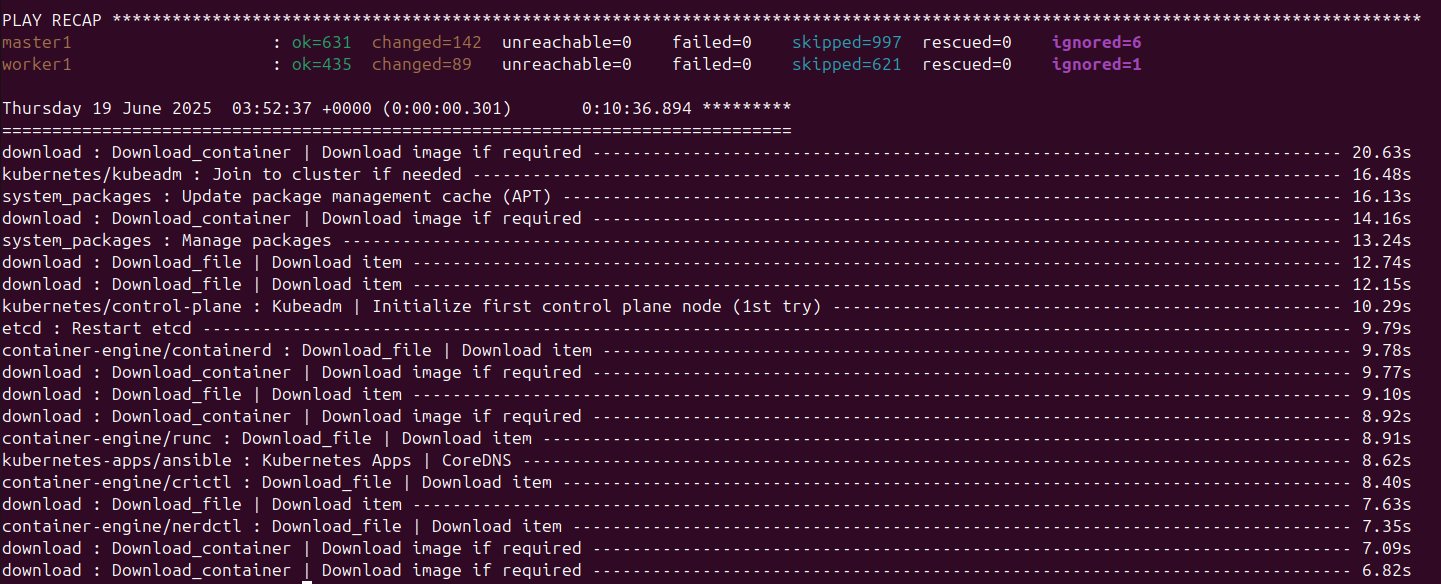 PLAY RECAP ***********************************************************************************************************************************
master1                    : ok=631  changed=142  unreachable=0    failed=0    skipped=997  rescued=0    ignored=6
worker1                    : ok=435  changed=89  unreachable=0    failed=0    skipped=621  rescued=0    ignored=1
Thursday 19 June 2025  03:52:37 +0000 (0:00:00.301)       0:10:36.894 *********
===============================================================================
download : Download_container | Download image if required --------------------------------------------------------------------------- 20.63s
kubernetes/kubeadm : Join to cluster if needed --------------------------------------------------------------------------------------- 16.48s
system_packages : Update package management cache (APT) ------------------------------------------------------------------------------ 16.13s
download : Download_container | Download image if required --------------------------------------------------------------------------- 14.16s
system_packages : Manage packages ---------------------------------------------------------------------------------------------------- 13.24s
download : Download_file | Download item --------------------------------------------------------------------------------------------- 12.74s
download : Download_file | Download item --------------------------------------------------------------------------------------------- 12.15s
kubernetes/control-plane : Kubeadm | Initialize first control plane node (1st try) --------------------------------------------------- 10.29s
etcd : Restart etcd ------------------------------------------------------------------------------------------------------------------- 9.79s
container-engine/containerd : Download_file | Download item --------------------------------------------------------------------------- 9.78s
download : Download_container | Download image if required ---------------------------------------------------------------------------- 9.77s
download : Download_file | Download item ---------------------------------------------------------------------------------------------- 9.10s
download : Download_container | Download image if required ---------------------------------------------------------------------------- 8.92s
container-engine/runc : Download_file | Download item --------------------------------------------------------------------------------- 8.91s
kubernetes-apps/ansible : Kubernetes Apps | CoreDNS ----------------------------------------------------------------------------------- 8.62s
container-engine/crictl : Download_file | Download item ------------------------------------------------------------------------------- 8.40s
download : Download_file | Download item ---------------------------------------------------------------------------------------------- 7.63s
container-engine/nerdctl : Download_file | Download item ------------------------------------------------------------------------------ 7.35s
download : Download_container | Download image if required ---------------------------------------------------------------------------- 7.09s
download : Download_container | Download image if required ---------------------------------------------------------------------------- 6.82s